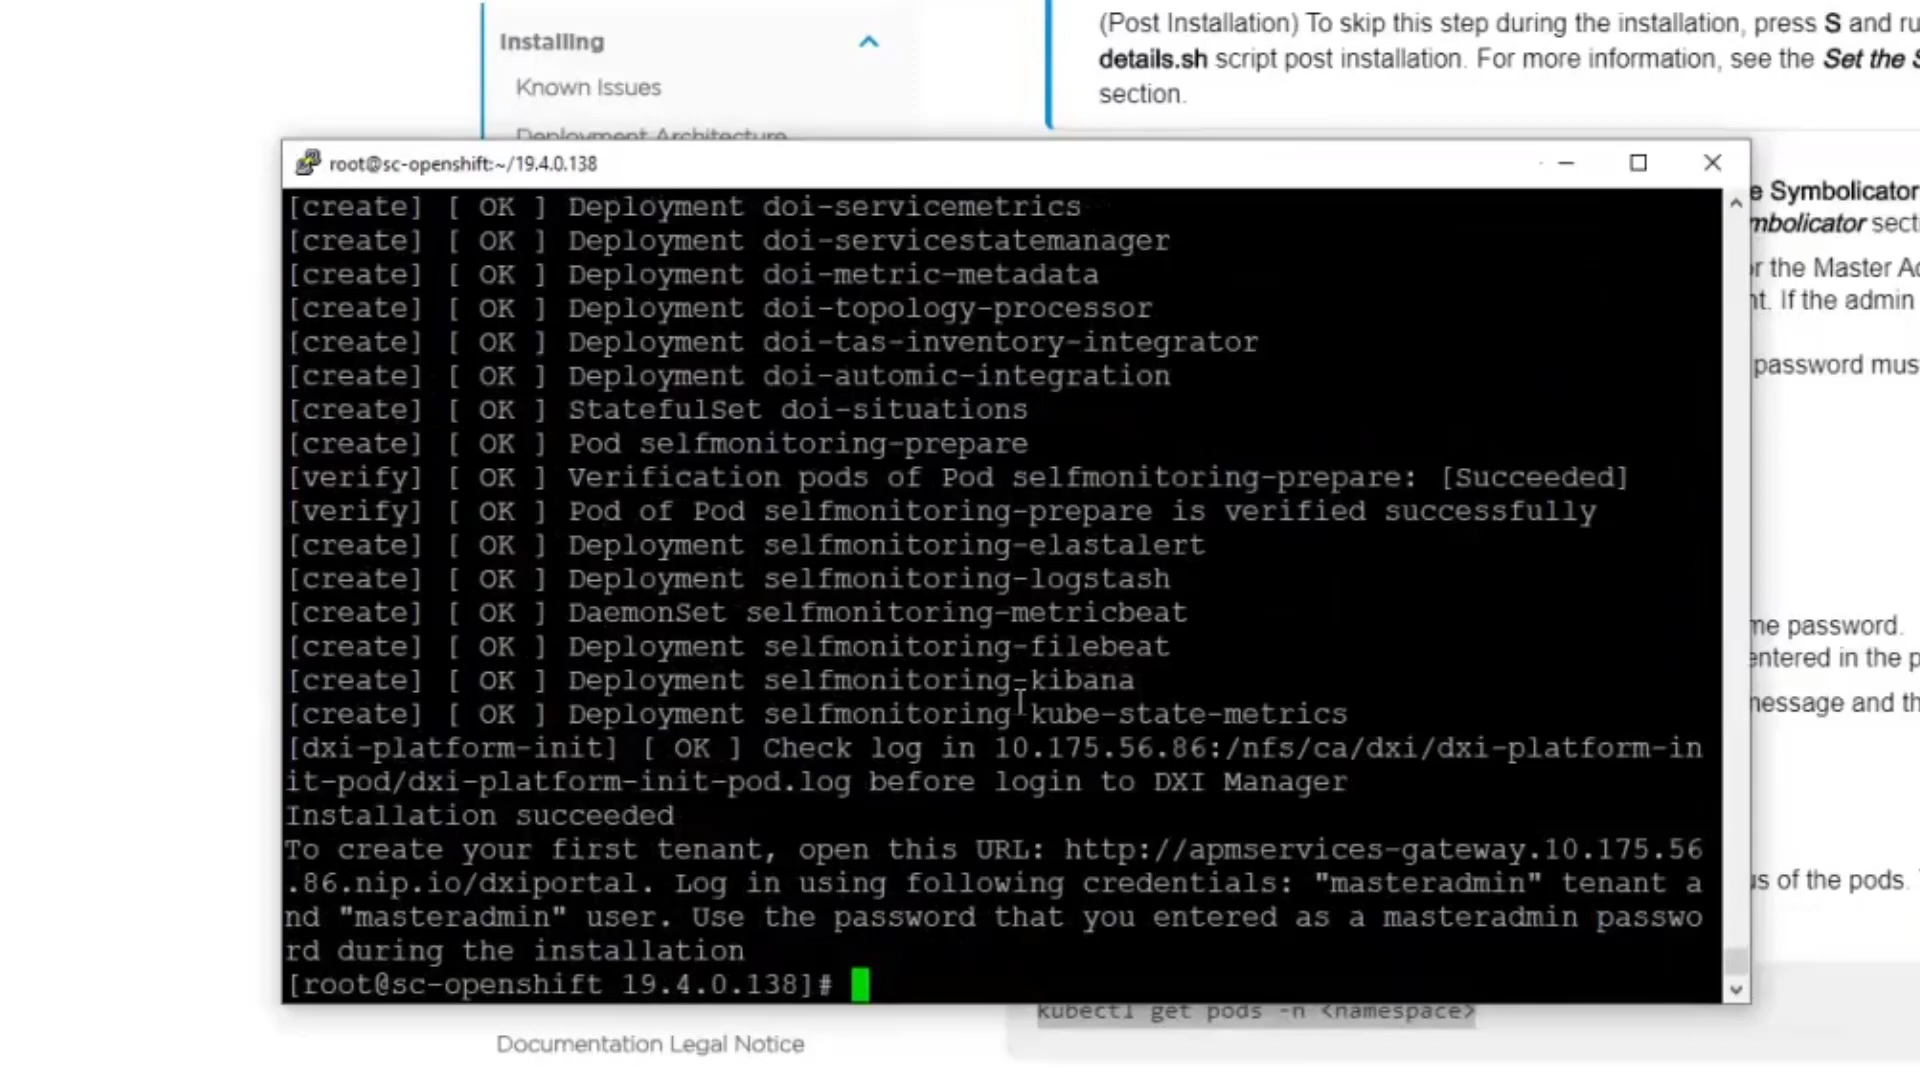 Installing
Known Issues
Deployment Architecture
(Post Installation) To skip this step during the installation, press S and
details.sh script post installation. For more information, see the Set the
section.
root@sc-openshift:~/19.4.0.138
[create] [ OK ] Deployment doi-servicemetrics
[create] [ OK ] Deployment doi-servicestatemanager
[create] [ OK ] Deployment doi-metric-metadata
[create] [ OK ] Deployment doi-topology-processor
[create] [ OK ] Deployment doi-tas-inventory-integrator
[create] [ OK ] Deployment doi-automic-integration
[create] [ OK ] StatefulSet doi-situations
[create] [ OK ] Pod selfmonitoring-prepare
[verify] [ OK ] Verification pods of Pod selfmonitoring-prepare: [Succeeded]
[verify] [ OK ] Pod of Pod selfmonitoring-prepare is verified successfully
[create] [ OK ] Deployment selfmonitoring-elastalert
[create] [ OK ] Deployment selfmonitoring-logstash
[create] [ OK ] DaemonSet selfmonitoring-metricbeat
[create] [ OK ] Deployment selfmonitoring-filebeat
[create] [ OK ] Deployment selfmonitoring-kibana
[create] [ OK ] Deployment selfmonitoring-kube-state-metrics
[dxi-platform-init] [ OK ] Check log in 10.175.56.86:/nfs/ca/dxi/dxi-platform-in
it-pod/dxi-platform-init-pod.log before login to DXI Manager
Installation succeeded
To create your first tenant, open this URL: http://apmservices-gateway.10.175.56
.86.nip.io/dxiportal. Log in using following credentials: "masteradmin" tenant a
nd "masteradmin" user. Use the password that you entered as a masteradmin passwo
rd during the installation
[root@sc-openshift 19.4.0.138]#
e Symbolicator
mbolicator secti
or the Master Ad
nt. If the admin
password mus
me password.
entered in the p
message and th
us of the pods.
kubectl get pods -n <namespace>
Documentation Legal Notice